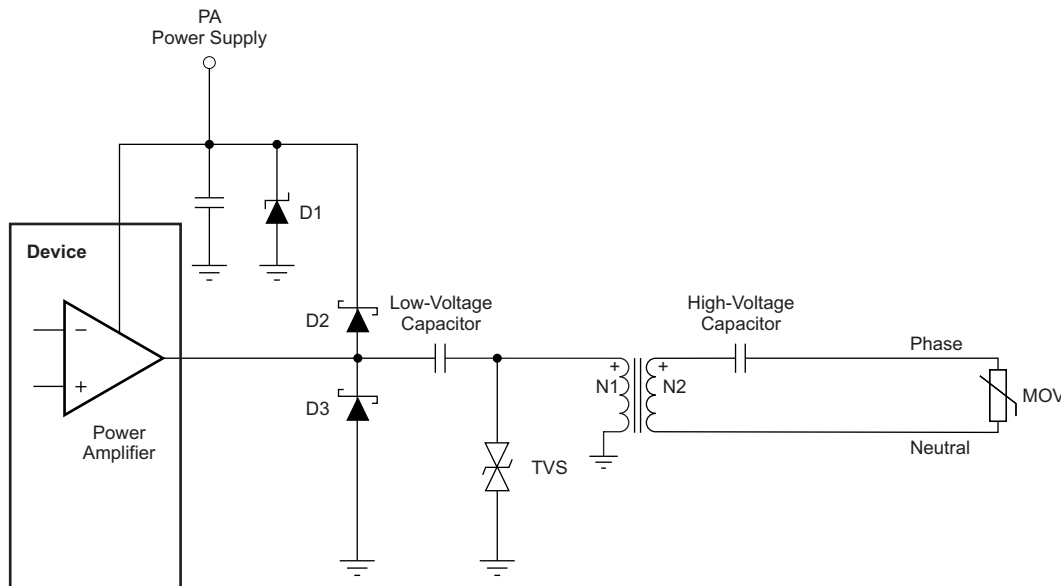 PA
Power Supply
D1
Device
D2
Low-Voltage
Capacitor
High-Voltage
Capacitor
Phase
−
+
+
N1
+
N2
MOV
D3
Power
Amplifier
TVS
Neutral